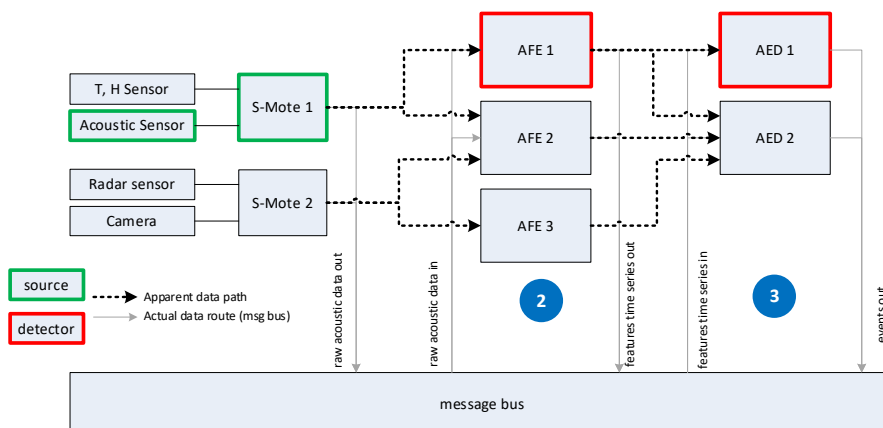 AFE 1
AED 1
T, H Sensor
S-Mote 1
Acoustic Sensor
AFE 2
AED 2
Radar sensor
S-Mote 2
Camera
AFE 3
source
Apparent data path
Actual data route (msg bus)
detector
raw acoustic data out
raw acoustic data in
2
features time series out
features time series in
3
events out
message bus